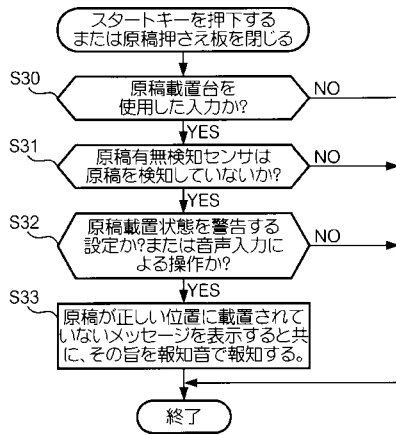 スタートキーを押下する
または原稿押さえ板を閉じる
S30
原稿載置台を
使用した入力か?
NO
YES
S31
原稿有無検知センサは
原稿を検知していないか?
NO
YES
S32
原稿載置状態を警告する
設定か?または音声入力に
よる操作か?
NO
YES
S33
原稿が正しい位置に載置されて
いないメッセージを表示すると共
に、その旨を報知音で報知する。
終了